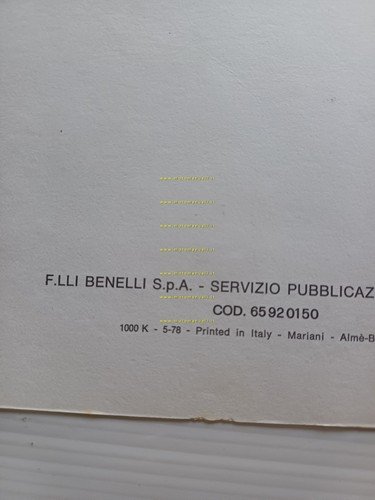 F.LLI BENELLI S.p.A. - SERVIZIO PUBBLICAZ
COD. 65920150
1000 K - 5-78 - Printed in Italy - Mariani - Almè-B